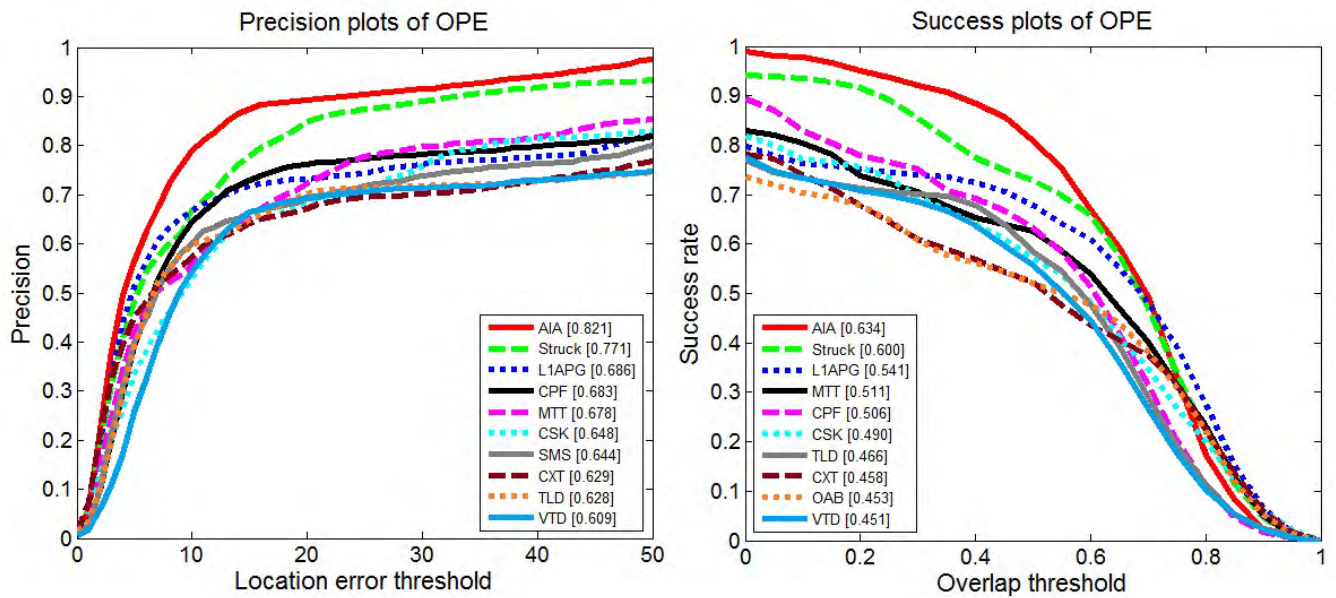 Precision plots of OPE
1
0.9
0.8
0.7
0.6
0.5
0.4
0.3
0.2
0.1
0
Precision
0 10 20 30 40 50
Location error threshold
AIA [0.821]
Struck [0.771]
L1APG [0.686]
CPF [0.683]
MTT [0.678]
CSK [0.648]
SMS [0.644]
CXT [0.629]
TLD [0.628]
VTD [0.609]
Success plots of OPE
1
0.9
0.8
0.7
0.6
0.5
0.4
0.3
0.2
0.1
0
Success rate
0 0.2 0.4 0.6 0.8 1
Overlap threshold
AIA [0.634]
Struck [0.600]
L1APG [0.541]
MTT [0.511]
CPF [0.506]
CSK [0.490]
TLD [0.466]
CXT [0.458]
OAB [0.453]
VTD [0.451]